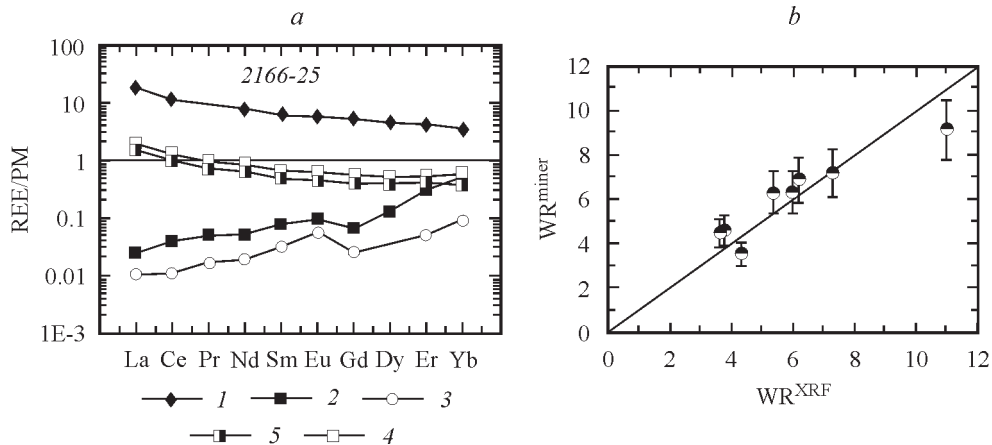 a
100
10
1
0.1
0.01
1E-3
REE/PM
2166-25
La Ce Pr Nd Sm Eu Gd Dy Er Yb
1 2 3
5 4
b
12
10
8
6
4
2
0
WR^miner
0 2 4 6 8 10 12
WR^XRF